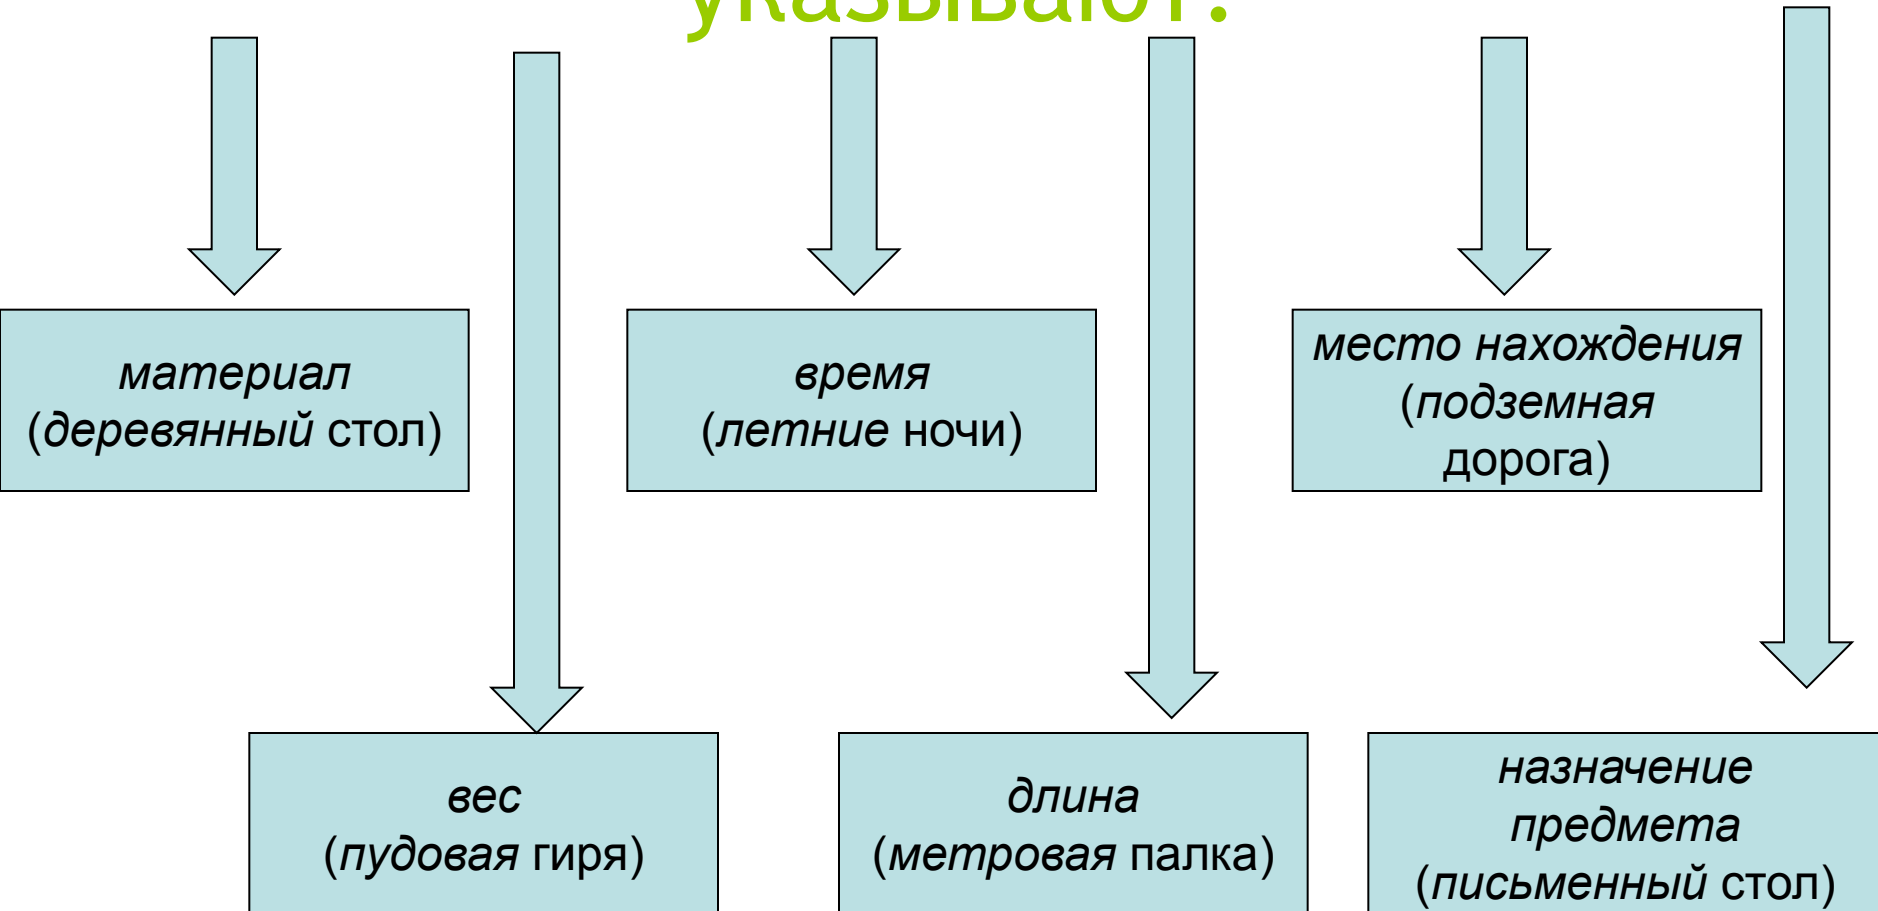 указывают:
материал
(деревянный стол)
время
(летние ночи)
место нахождения
(подземная
дорога)
вес
(пудовая гиря)
длина
(метровая палка)
назначение
предмета
(письменный стол)